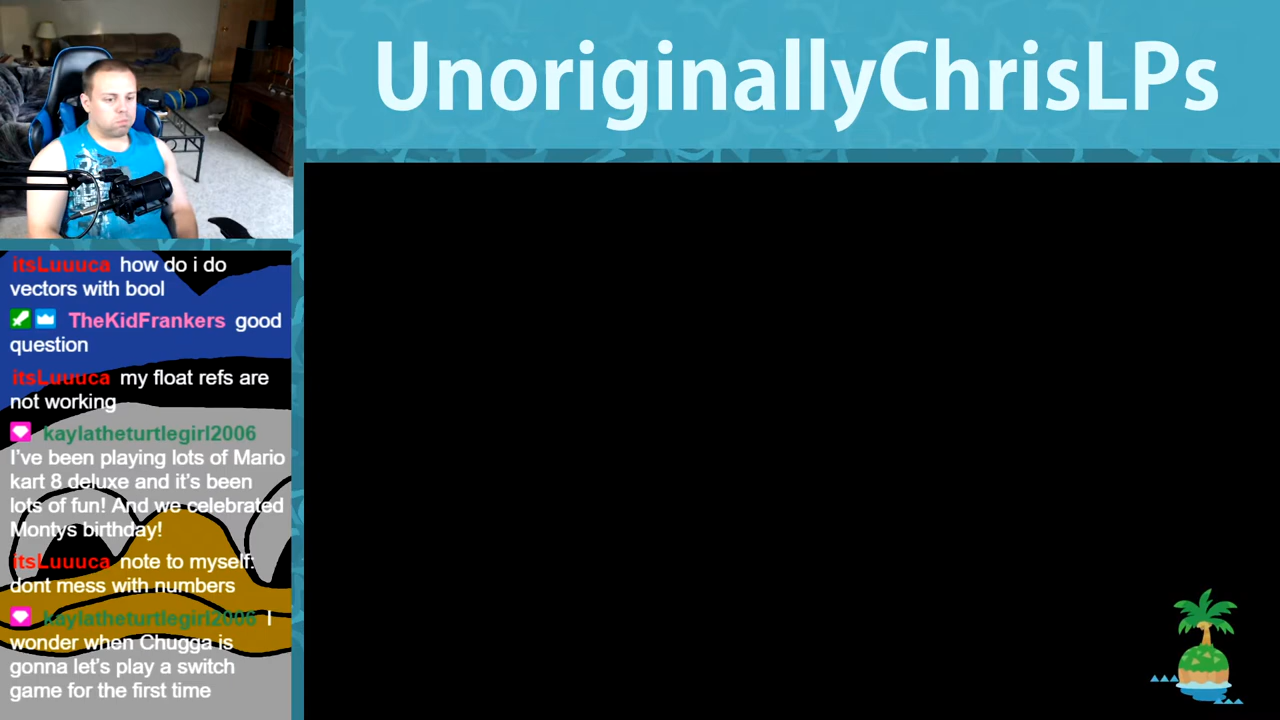 UnoriginallyChrisLPs
itsLuuuca how do i do
vectors with bool
TheKidFrankers good
question
itsLuuuca my float refs are
not working
kaylatheturtlegirl2006
I've been playing lots of Mario
kart 8 deluxe and it's been
lots of fun! And we celebrated
Montys birthday!
itsLuuuca note to myself:
dont mess with numbers
kaylatheturtlegirl2006 I
wonder when Chugga is
gonna let's play a switch
game for the first time